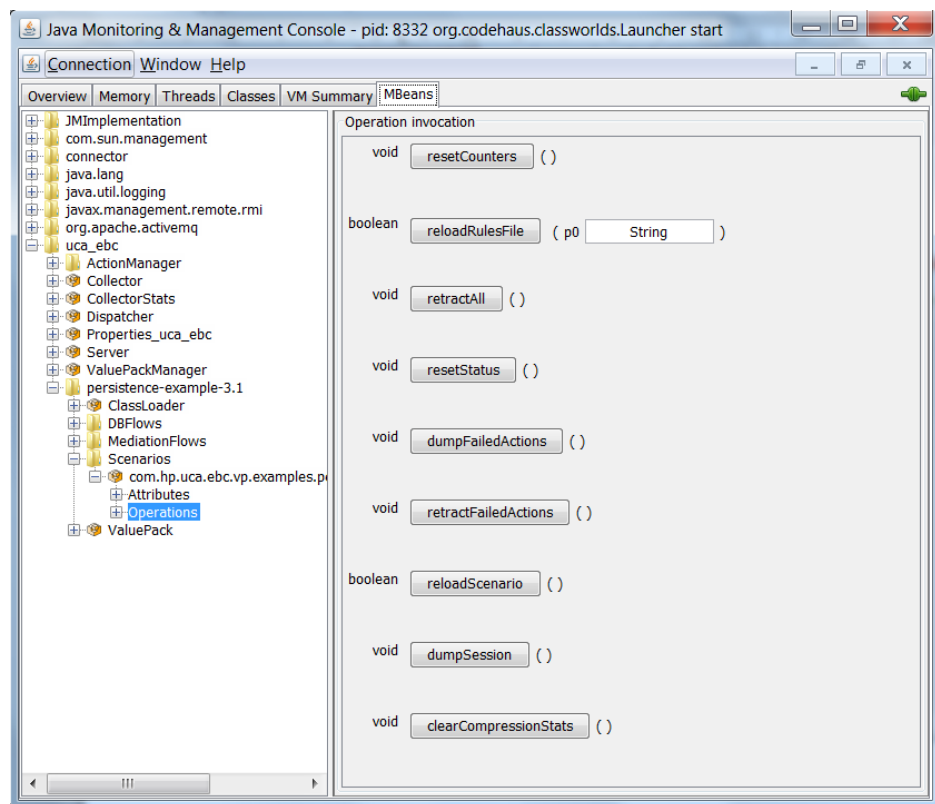 Java Monitoring & Management Console - pid: 8332 org.codehaus.classworlds.Launcher start
Connection Window Help
Overview Memory Threads Classes VM Summary MBeans
JMImplementation
com.sun.management
connector
java.lang
java.util.logging
javax.management.remote.rmi
org.apache.activemq
uca_ebc
ActionManager
Collector
CollectorStats
Dispatcher
Properties_uca_ebc
Server
ValuePackManager
persistence-example-3.1
ClassLoader
DBFlows
MediationFlows
Scenarios
com.hp.uca.ebc.vp.examples.pe
Attributes
Operations
ValuePack
Operation invocation
void resetCounters ( )
boolean reloadRulesFile ( p0 String )
void retractAll ( )
void resetStatus ( )
void dumpFailedActions ( )
void retractFailedActions ( )
boolean reloadScenario ( )
void dumpSession ( )
void clearCompressionStats ( )